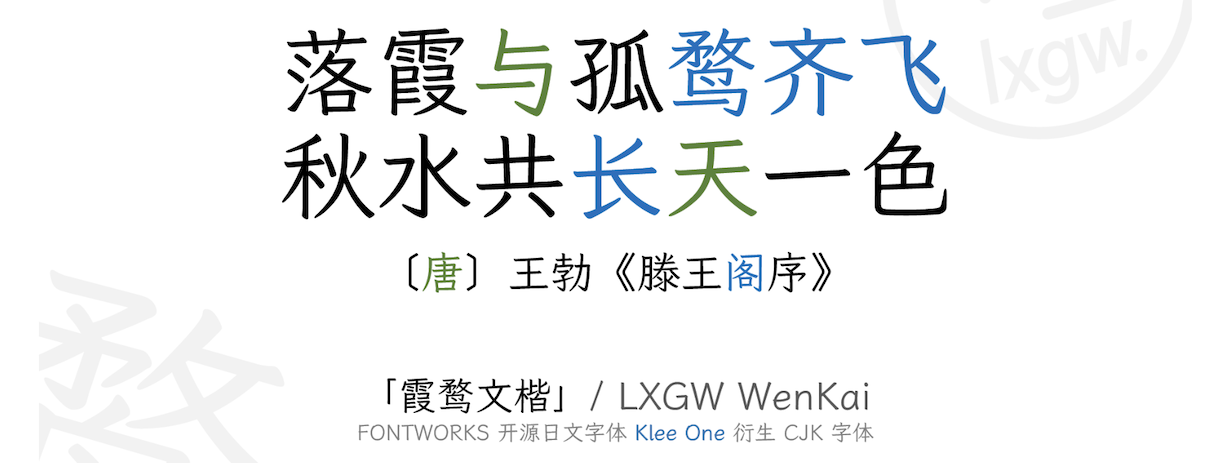 落霞与孤鹜齐飞
秋水共长天一色
〔唐〕王勃《滕王阁序》
「霞鹜文楷」/ LXGW WenKai
FONTWORKS 开源日文字体 Klee One 衍生 CJK 字体
lxgw.